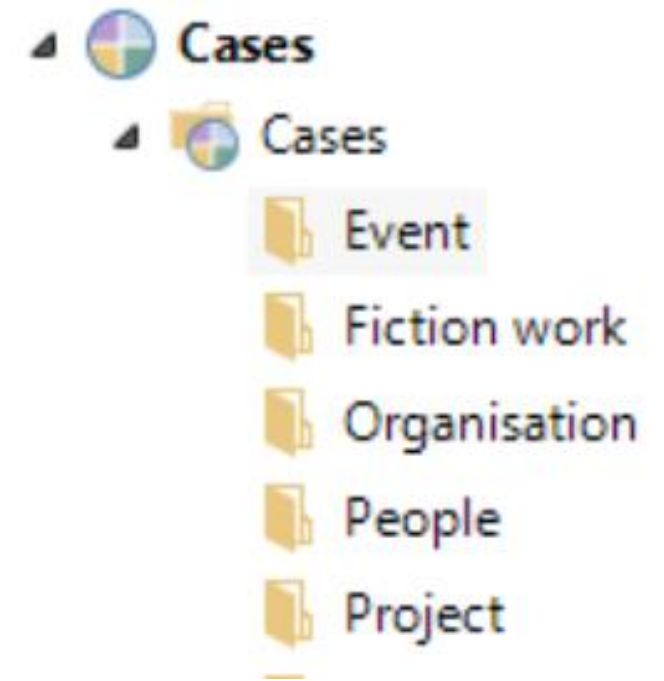 Cases
Cases
Event
Fiction work
Organisation
People
Project